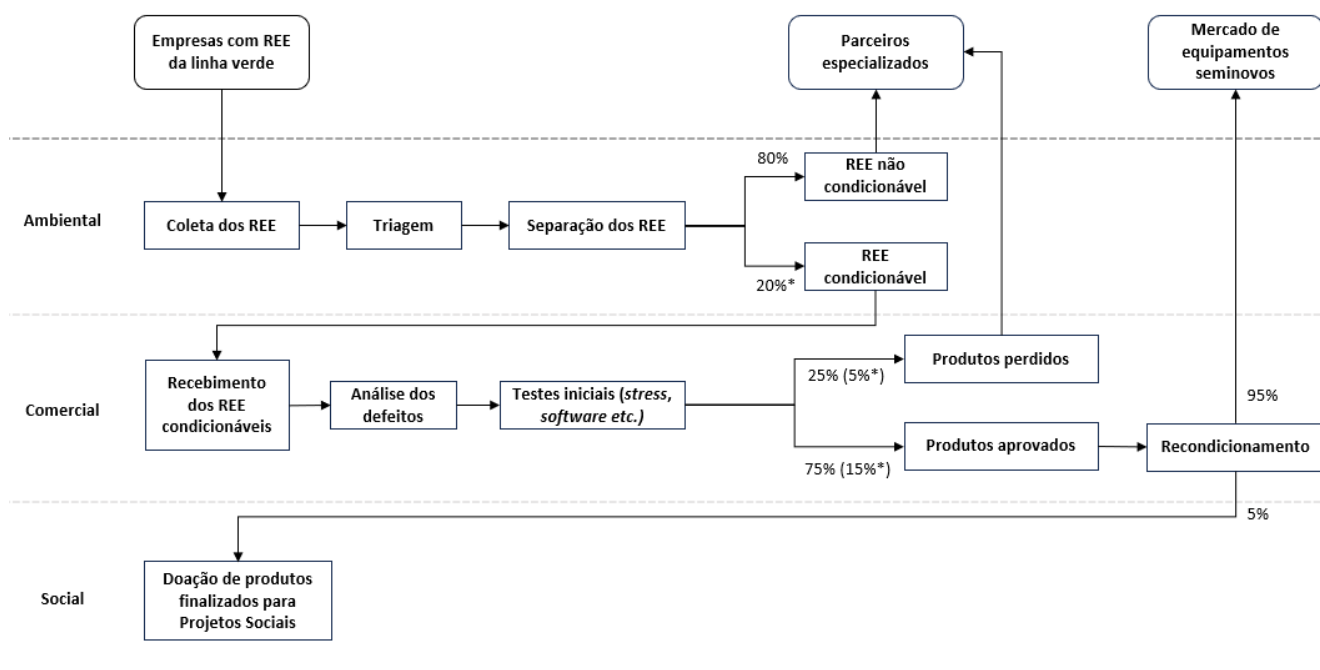 Empresas com REE
da linha verde
Parceiros
especializados
Mercado de
equipamentos
seminovos
Ambiental
Coleta dos REE
Triagem
Separação dos REE
80%
REE não
condicionável
20%*
REE
condicionável
Comercial
Recebimento
dos REE
condicionáveis
Análise dos
defeitos
Testes iniciais (stress,
software etc.)
25% (5%*)
Produtos perdidos
75% (15%*)
Produtos aprovados
Recondicionamento
95%
5%
Social
Doação de produtos
finalizados para
Projetos Sociais